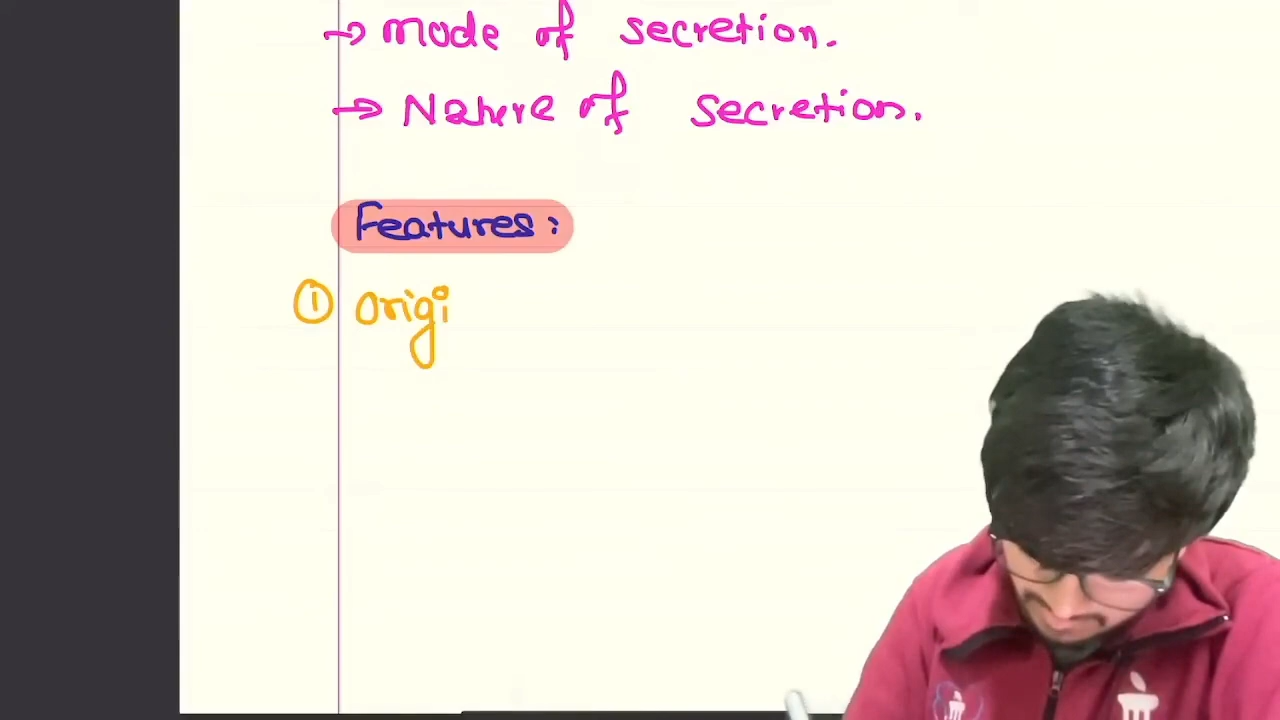 → Mode of secretion.
→ Nature of secretion.
Features:
① Origi